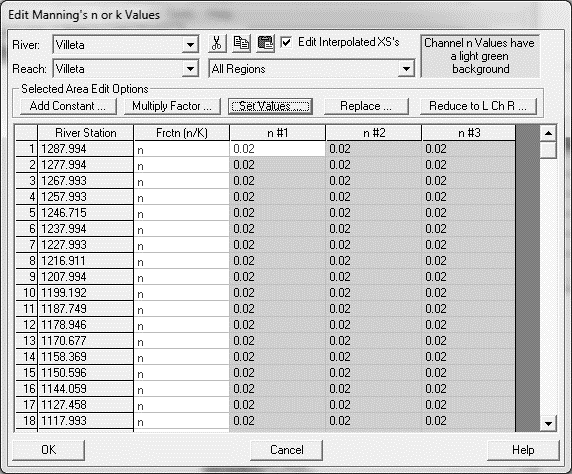 Edit Manning's n or k Values
River: Villeta Edit Interpolated XS's Channel n Values have
a light green
background
Reach: Villeta All Regions
Selected Area Edit Options
Add Constant ... Multiply Factor ... Set Values ... Replace ... Reduce to L Ch R ...
River Station Frctn (n/K) n #1 n #2 n #3
1 1287.994 n 0.02 0.02 0.02
2 1277.994 n 0.02 0.02 0.02
3 1267.993 n 0.02 0.02 0.02
4 1257.993 n 0.02 0.02 0.02
5 1246.715 n 0.02 0.02 0.02
6 1237.994 n 0.02 0.02 0.02
7 1227.993 n 0.02 0.02 0.02
8 1216.911 n 0.02 0.02 0.02
9 1207.994 n 0.02 0.02 0.02
10 1199.192 n 0.02 0.02 0.02
11 1187.749 n 0.02 0.02 0.02
12 1178.946 n 0.02 0.02 0.02
13 1170.677 n 0.02 0.02 0.02
14 1158.369 n 0.02 0.02 0.02
15 1150.596 n 0.02 0.02 0.02
16 1144.059 n 0.02 0.02 0.02
17 1127.458 n 0.02 0.02 0.02
18 1117.993 n 0.02 0.02 0.02
OK Cancel Help